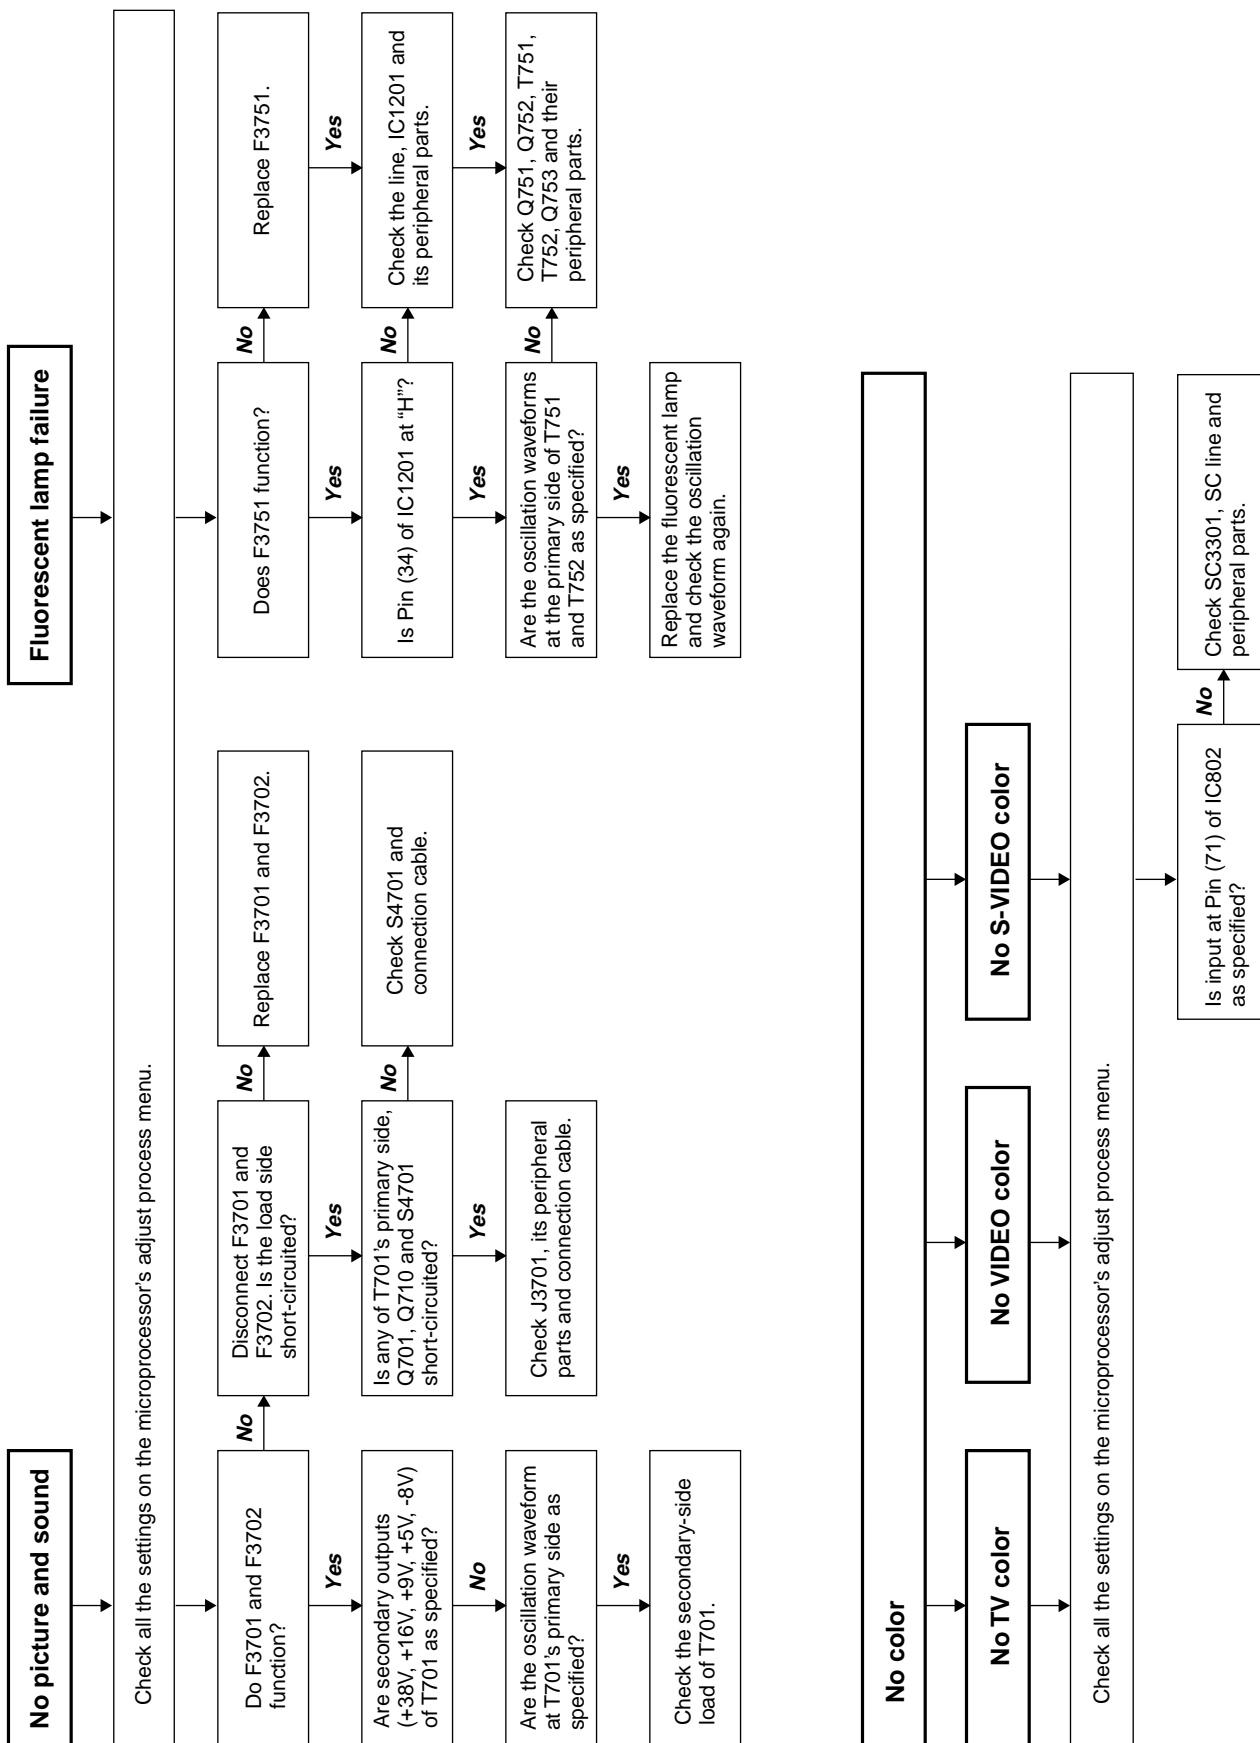 No picture and sound
Fluorescent lamp failure
Check all the settings on the microprocessor's adjust process menu.
Do F3701 and F3702
function?
No
Disconnect F3701 and
F3702. Is the load side
short-circuited?
No
Replace F3701 and F3702.
Does F3751 function?
No
Replace F3751.
Yes
Yes
Yes
Yes
Are secondary outputs
(+38V, +16V, +9V, +5V, -8V)
of T701 as specified?
Is any of T701's primary side,
Q701, Q710 and S4701
short-circuited?
No
Check S4701 and
connection cable.
Is Pin (34) of IC1201 at “H”?
No
Check the line, IC1201 and
its peripheral parts.
No
Yes
Yes
Yes
Are the oscillation waveform
at T701's primary side as
specified?
Check J3701, its peripheral
parts and connection cable.
Are the oscillation waveforms
at the primary side of T751
and T752 as specified?
No
Check Q751, Q752, T751,
T752, Q753 and their
peripheral parts.
Yes
Yes
Check the secondary-side
load of T701.
Replace the fluorescent lamp
and check the oscillation
waveform again.
No color
No TV color
No VIDEO color
No S-VIDEO color
Check all the settings on the microprocessor's adjust process menu.
Is input at Pin (71) of IC802
as specified?
No
Check SC3301, SC line and
peripheral parts.